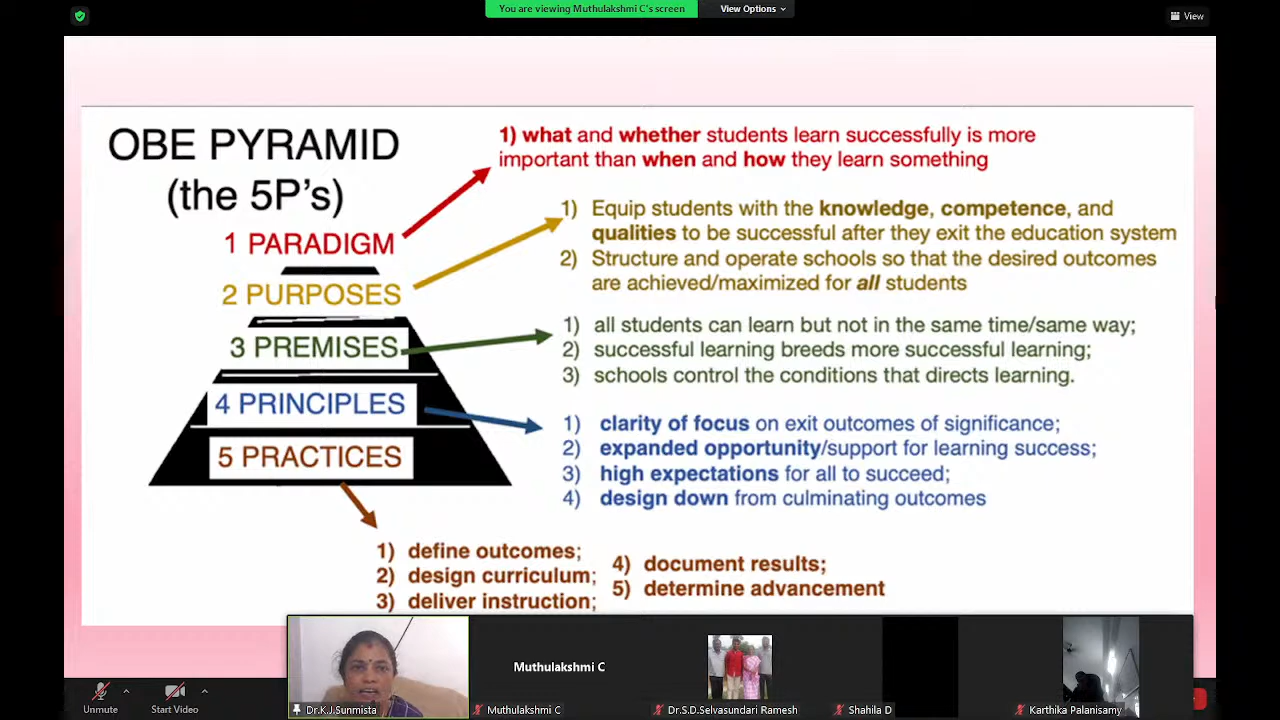 You are viewing Muthulakshmi C's screen
View Options
View
OBE PYRAMID
(the 5P's)
1 PARADIGM
2 PURPOSES
3 PREMISES
4 PRINCIPLES
5 PRACTICES
1) what and whether students learn successfully is more
important than when and how they learn something
1) Equip students with the knowledge, competence, and
qualities to be successful after they exit the education system
2) Structure and operate schools so that the desired outcomes
are achieved/maximized for all students
1) all students can learn but not in the same time/same way;
2) successful learning breeds more successful learning;
3) schools control the conditions that directs learning.
1) clarity of focus on exit outcomes of significance;
2) expanded opportunity/support for learning success;
3) high expectations for all to succeed;
4) design down from culminating outcomes
1) define outcomes;
2) design curriculum;
3) deliver instruction;
4) document results;
5) determine advancement
Muthulakshmi C
Unmute
Start Video
Dr.K.J.Sunmista
Muthulakshmi C
Dr.S.D.Selvasundari Ramesh
Shahila D
Karthika Palanisamy